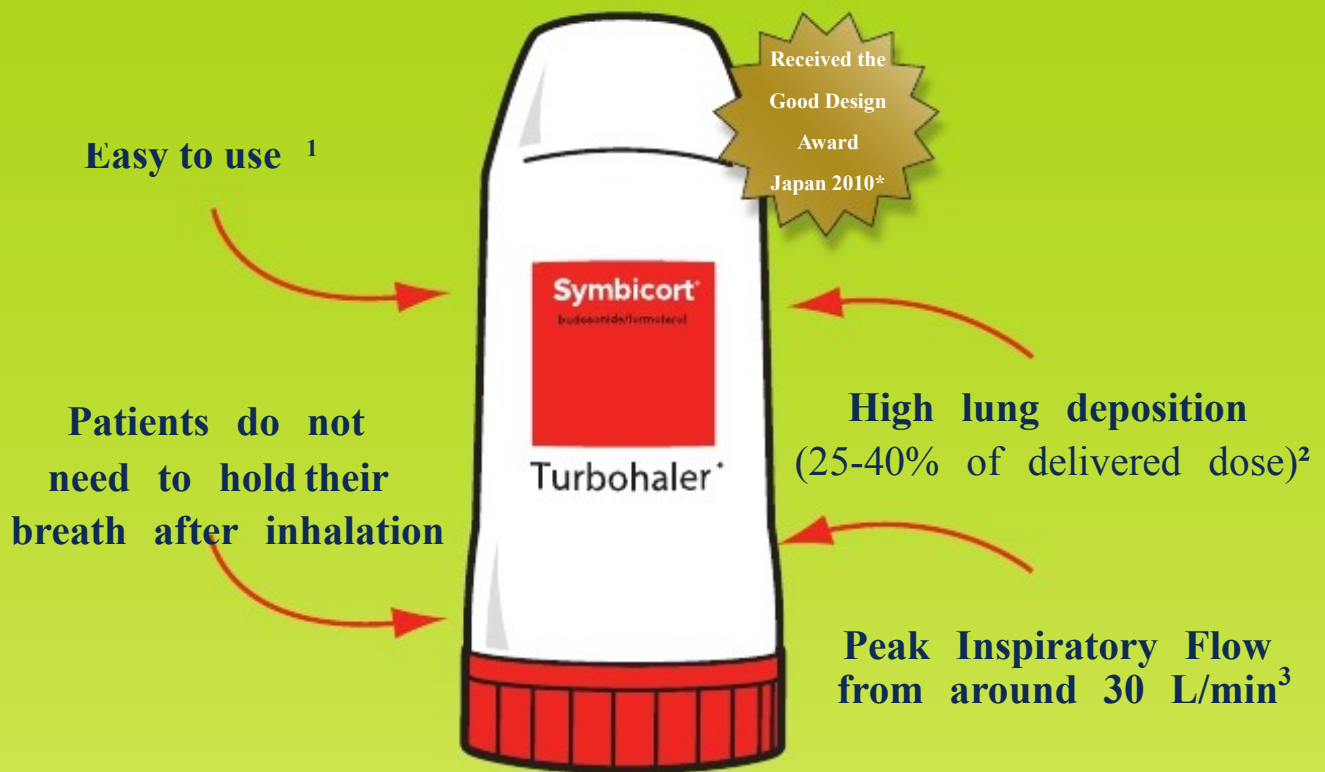 Received the
Good Design
Award
Japan 2010*
Easy to use 1
Symbicort+
(budesonide/formoterol)
Turbohaler+
Patients do not
need to hold their
breath after inhalation
High lung deposition
(25-40% of delivered dose)²
Peak Inspiratory Flow
from around 30 L/min³